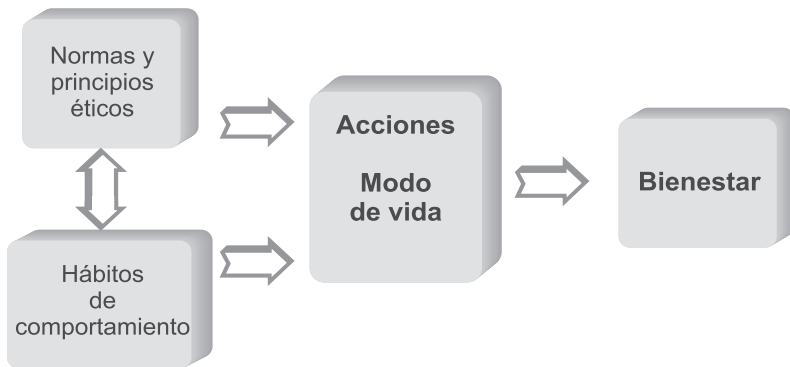 Normas y
principios
éticos
Hábitos
de
comportamiento
Acciones
Modo
de vida
Bienestar